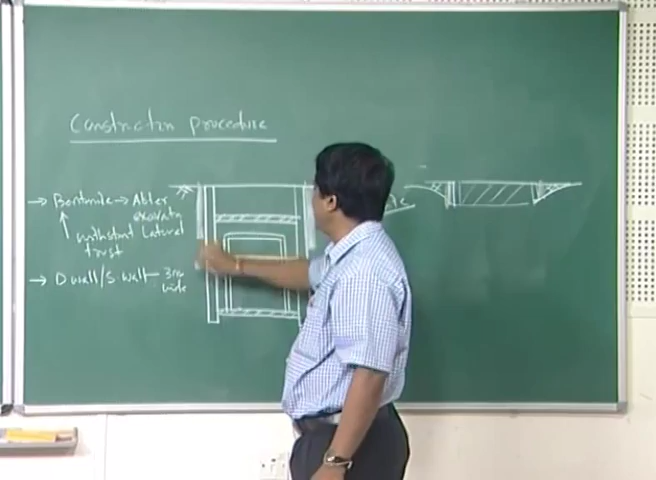 Construction procedure
→ Bentonite → After
excavatn
withstand Lateral
trust
→ D wall/S. wall — 3m
wide